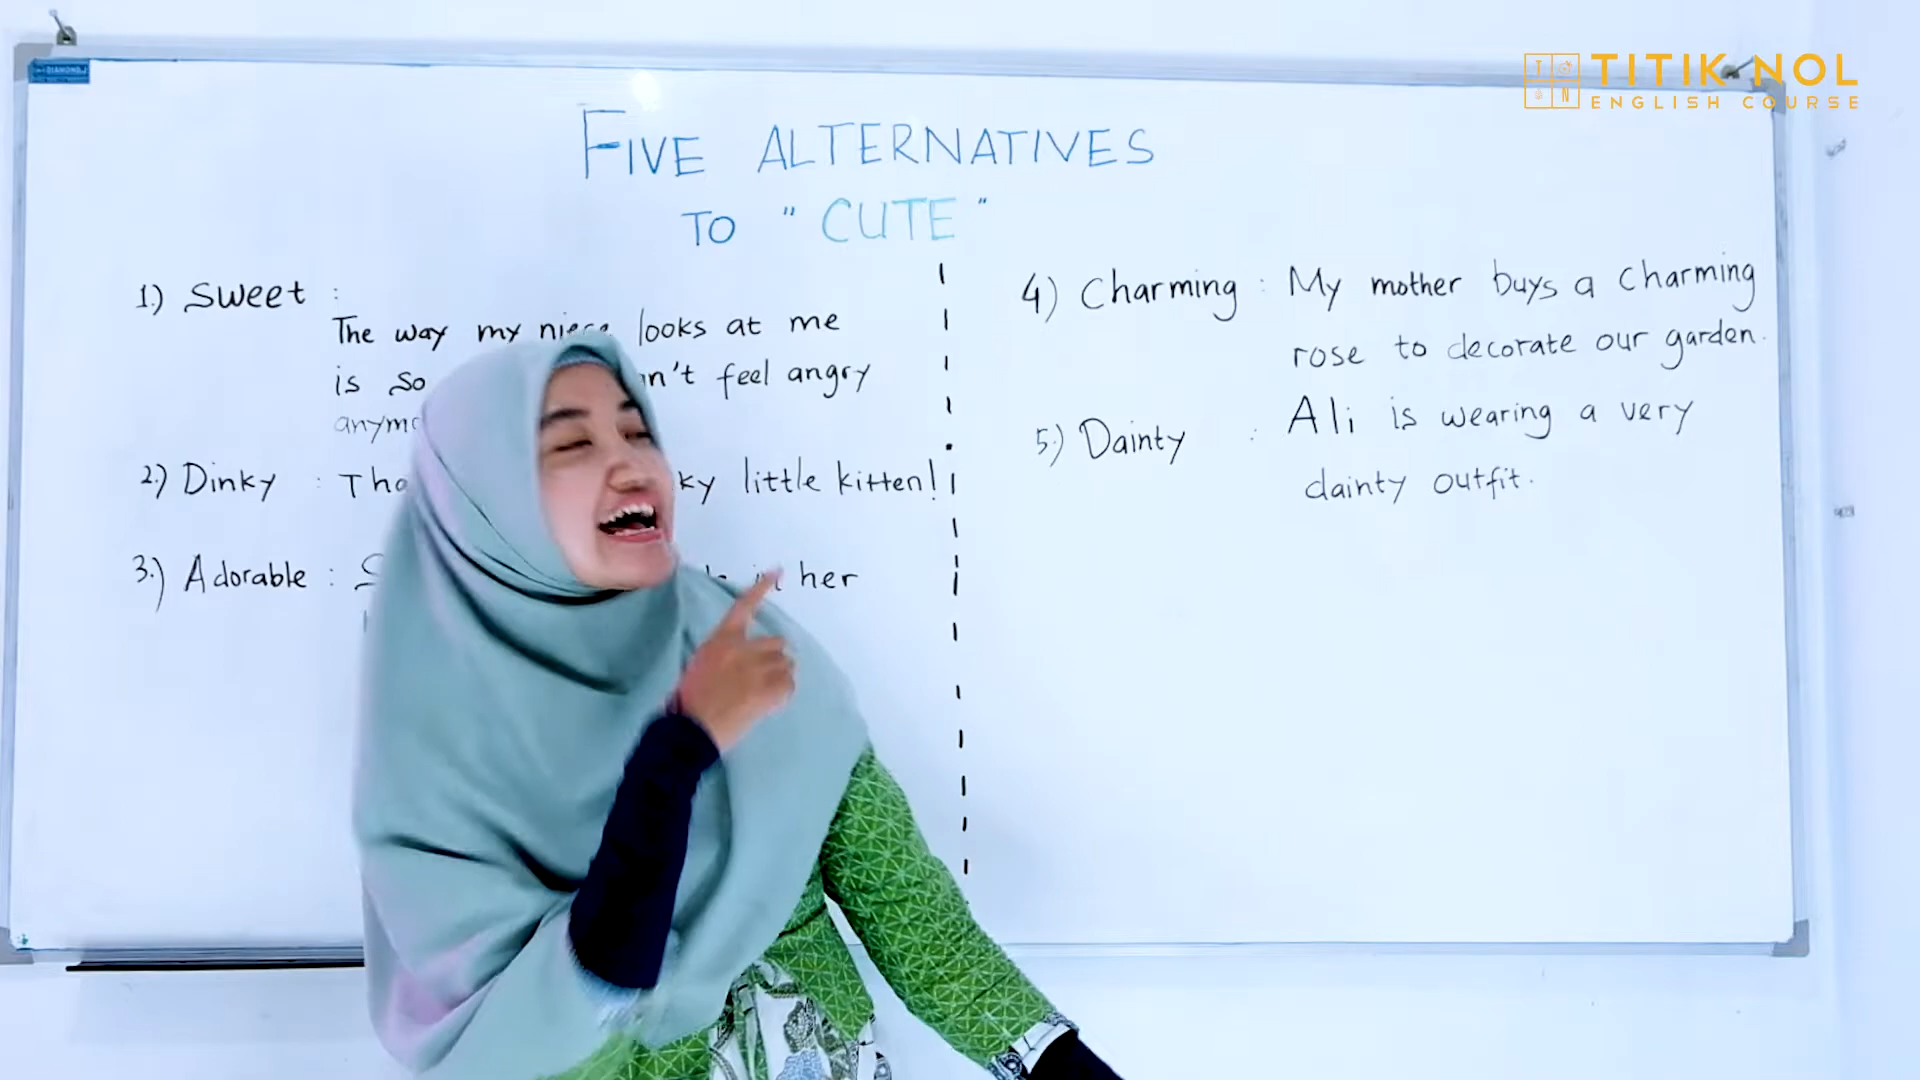 DIAMOND
TITIK NOL
ENGLISH COURSE
T
N
FIVE ALTERNATIVES
TO "CUTE"
1.) Sweet :
The way my niece looks at me
is so n't feel angry
2.) Dinky : ky little kitten!
3.) Adorable : her
4) Charming : My mother buys a charming
rose to decorate our garden.
5.) Dainty : Ali is wearing a very
dainty outfit.